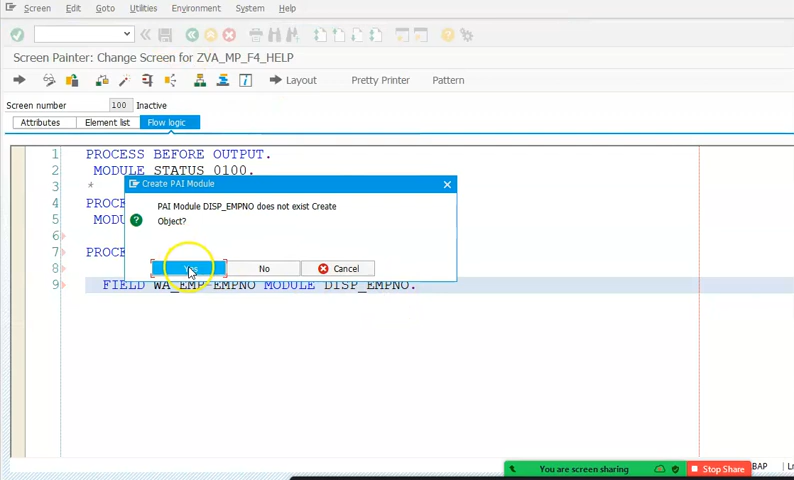 Screen Edit Goto Utilities Environment System Help
Screen Painter: Change Screen for ZVA_MP_F4_HELP
Layout Pretty Printer Pattern
Screen number 100 Inactive
Attributes Element list Flow logic
1 PROCESS BEFORE OUTPUT.
2 MODULE STATUS_0100.
3 *
4 PROCE
5 MODU
6
7 PROCE
8
9 FIELD WA_EMP-EMPNO MODULE DISP_EMPNO.
Create PAI Module
PAI Module DISP_EMPNO does not exist Create
Object?
Yes No Cancel
You are screen sharing Stop Share
BAP